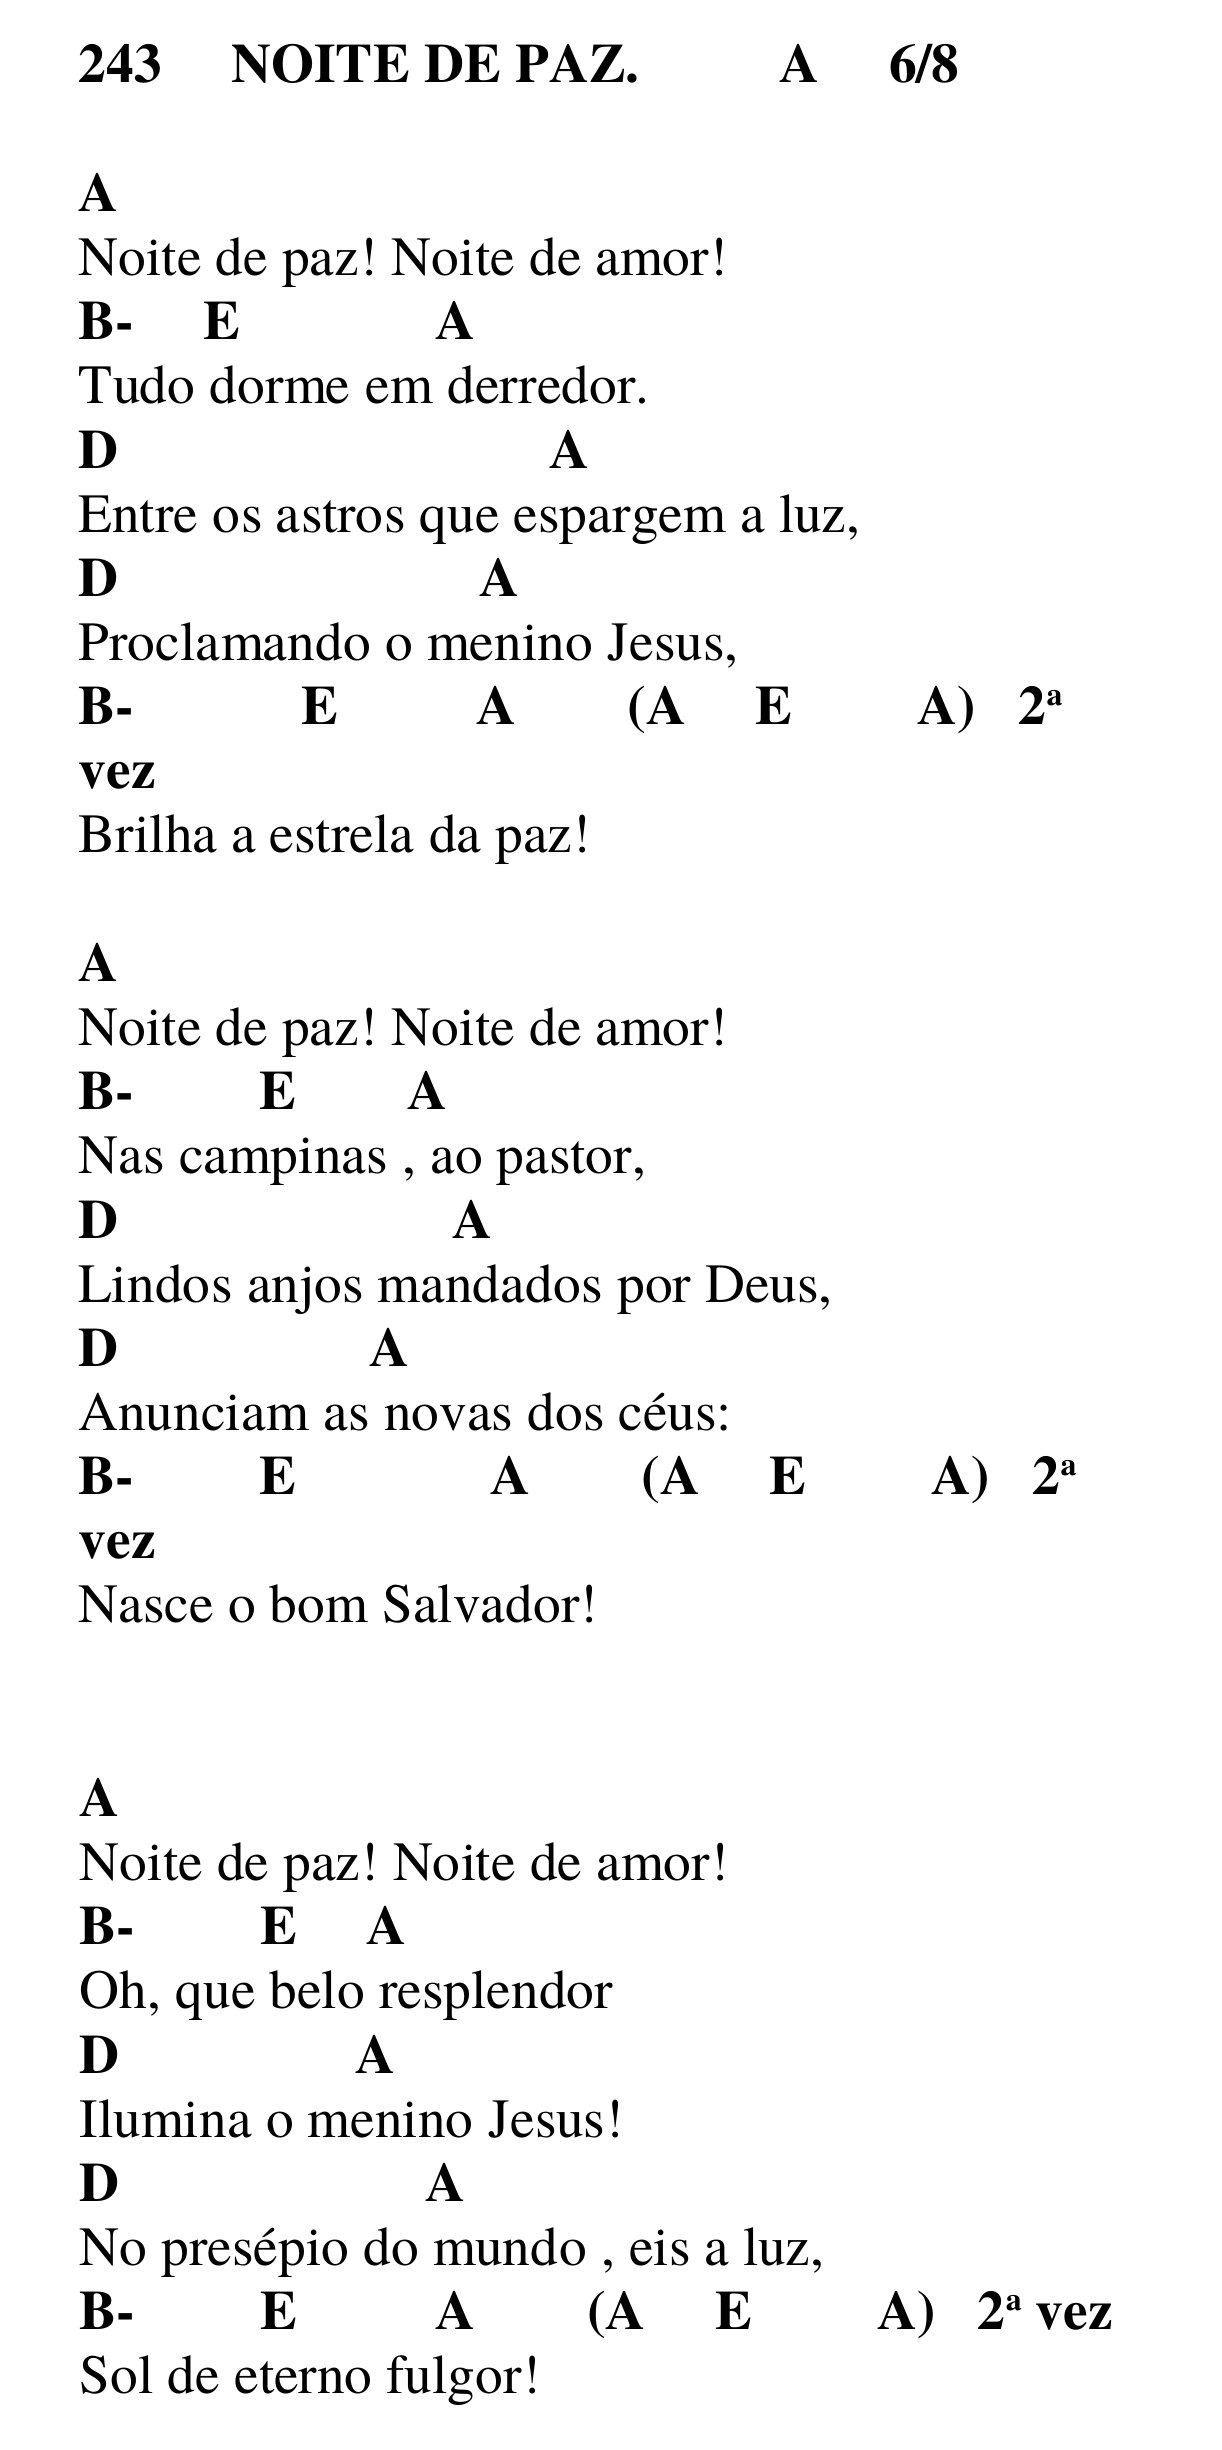 243 NOITE DE PAZ. A 6/8
A
Noite de paz! Noite de amor!
B- E A
Tudo dorme em derredor.
D A
Entre os astros que espargem a luz,
D A
Proclamando o menino Jesus,
B- E A (A E A) 2ª
vez
Brilha a estrela da paz!
A
Noite de paz! Noite de amor!
B- E A
Nas campinas , ao pastor,
D A
Lindos anjos mandados por Deus,
D A
Anunciam as novas dos céus:
B- E A (A E A) 2ª
vez
Nasce o bom Salvador!
A
Noite de paz! Noite de amor!
B- E A
Oh, que belo resplendor
D A
Ilumina o menino Jesus!
D A
No presépio do mundo , eis a luz,
B- E A (A E A) 2ª vez
Sol de eterno fulgor!